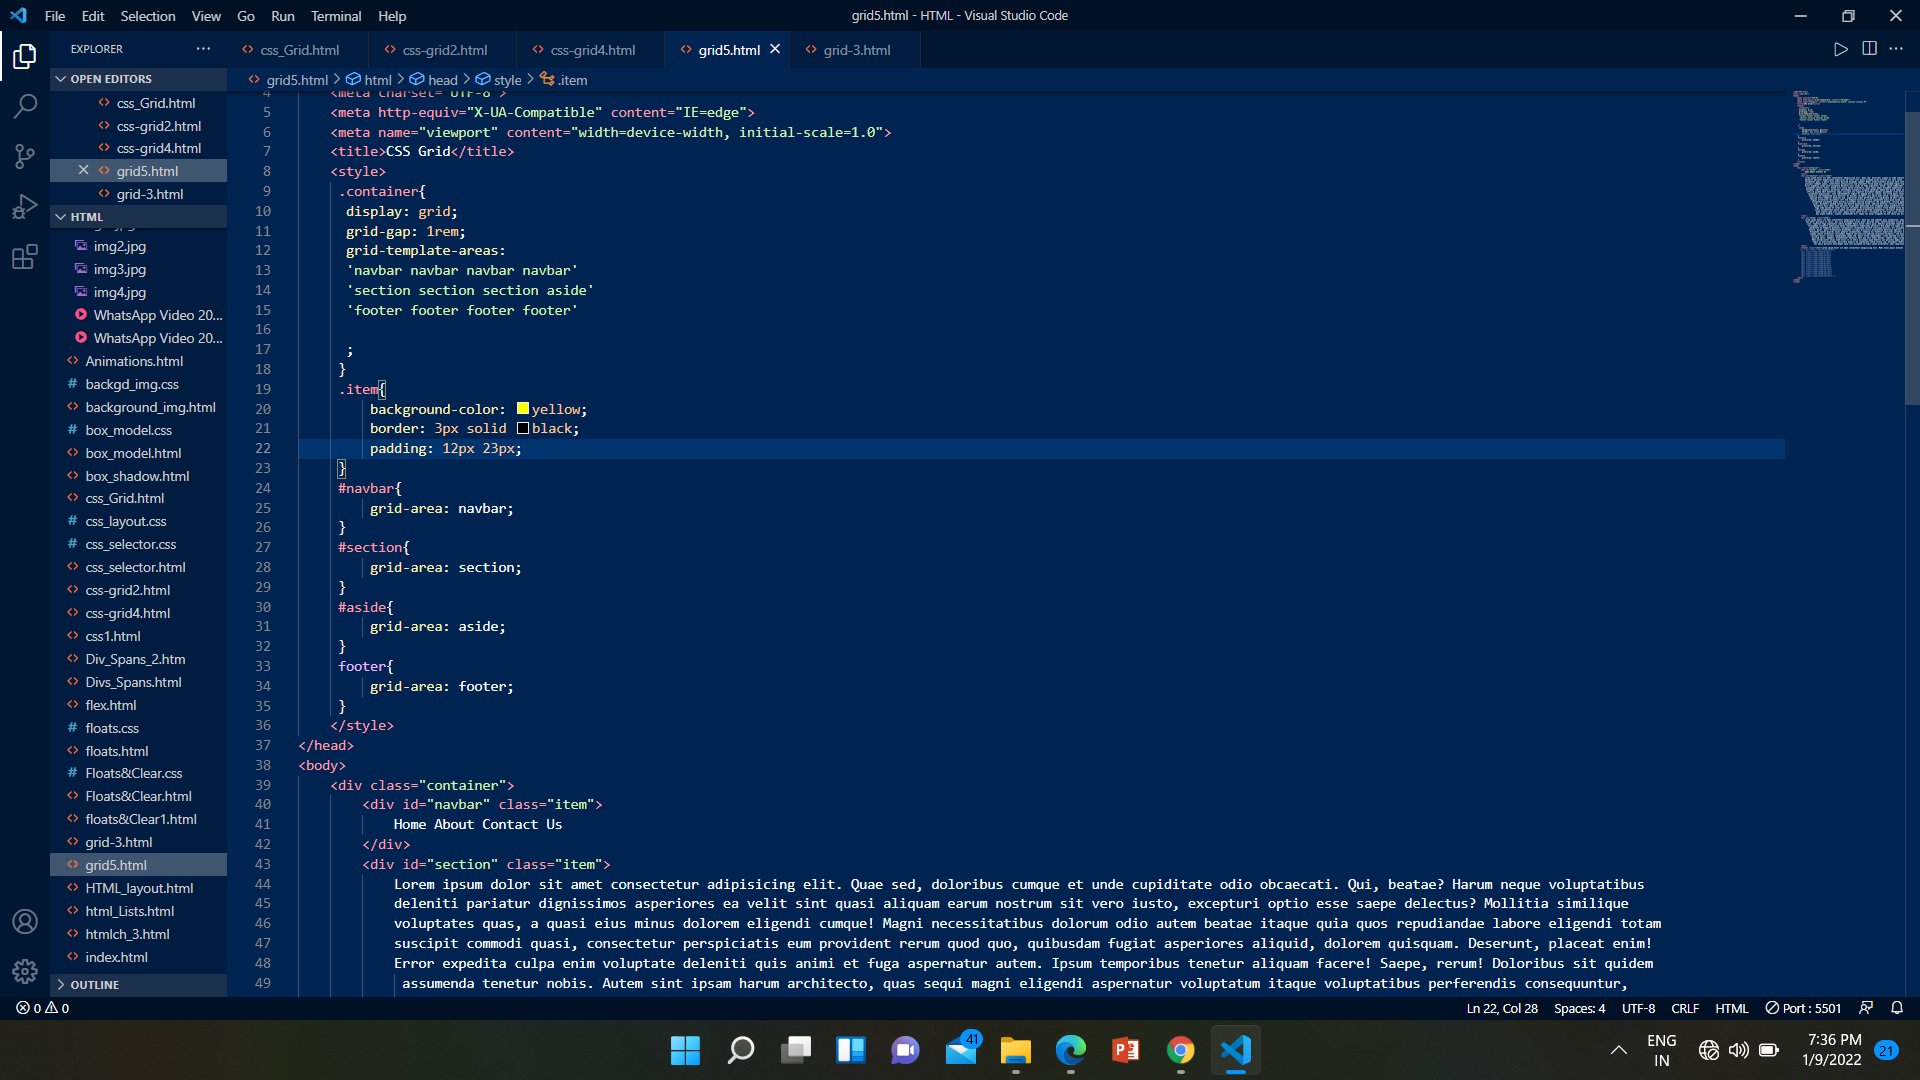 File Edit Selection View Go Run Terminal Help
grid5.html - HTML - Visual Studio Code
EXPLORER
css_Grid.html
css-grid2.html
css-grid4.html
grid5.html
grid-3.html
OPEN EDITORS
css_Grid.html
css-grid2.html
css-grid4.html
grid5.html
grid-3.html
HTML
img2.jpg
img3.jpg
img4.jpg
WhatsApp Video 20...
WhatsApp Video 20...
Animations.html
# backgd_img.css
background_img.html
# box_model.css
box_model.html
box_shadow.html
css_Grid.html
# css_layout.css
# css_selector.css
css_selector.html
css-grid2.html
css-grid4.html
css1.html
Div_Spans_2.htm
Divs_Spans.html
flex.html
# floats.css
floats.html
# Floats&Clear.css
Floats&Clear.html
floats&Clear1.html
grid-3.html
grid5.html
HTML_layout.html
html_Lists.html
htmlch_3.html
index.html
OUTLINE
grid5.html > html > head > style > .item
4 <meta charset="UTF-8">
5 <meta http-equiv="X-UA-Compatible" content="IE=edge">
6 <meta name="viewport" content="width=device-width, initial-scale=1.0">
7 <title>CSS Grid</title>
8 <style>
9 .container{
10 display: grid;
11 grid-gap: 1rem;
12 grid-template-areas:
13 'navbar navbar navbar navbar'
14 'section section section aside'
15 'footer footer footer footer'
16
17 ;
18 }
19 .item{
20 background-color: yellow;
21 border: 3px solid black;
22 padding: 12px 23px;
23 }
24 #navbar{
25 grid-area: navbar;
26 }
27 #section{
28 grid-area: section;
29 }
30 #aside{
31 grid-area: aside;
32 }
33 footer{
34 grid-area: footer;
35 }
36 </style>
37 </head>
38 <body>
39 <div class="container">
40 <div id="navbar" class="item">
41 Home About Contact Us
42 </div>
43 <div id="section" class="item">
44 Lorem ipsum dolor sit amet consectetur adipisicing elit. Quae sed, doloribus cumque et unde cupiditate odio obcaecati. Qui, beatae? Harum neque voluptatibus
45 deleniti pariatur dignissimos asperiores ea velit sint quasi aliquam earum nostrum sit vero iusto, excepturi optio esse saepe delectus? Mollitia similique
46 voluptates quas, a quasi eius minus dolorem eligendi cumque! Magni necessitatibus dolorum odio autem beatae itaque quia quos repudiandae labore eligendi totam
47 suscipit commodi quasi, consectetur perspiciatis eum provident rerum quod quo, quibusdam fugiat asperiores aliquid, dolorem quisquam. Deserunt, placeat enim!
48 Error expedita culpa enim voluptate deleniti quis animi et fuga aspernatur autem. Ipsum temporibus tenetur aliquam facere! Saepe, rerum! Doloribus sit quidem
49 assumenda tenetur nobis. Autem sint ipsam harum architecto, quas sequi magni eligendi aspernatur voluptatum itaque voluptatibus perferendis consequuntur,
0 0
Ln 22, Col 28 Spaces: 4 UTF-8 CRLF HTML Port : 5501
41
ENG
IN
7:36 PM
1/9/2022
21